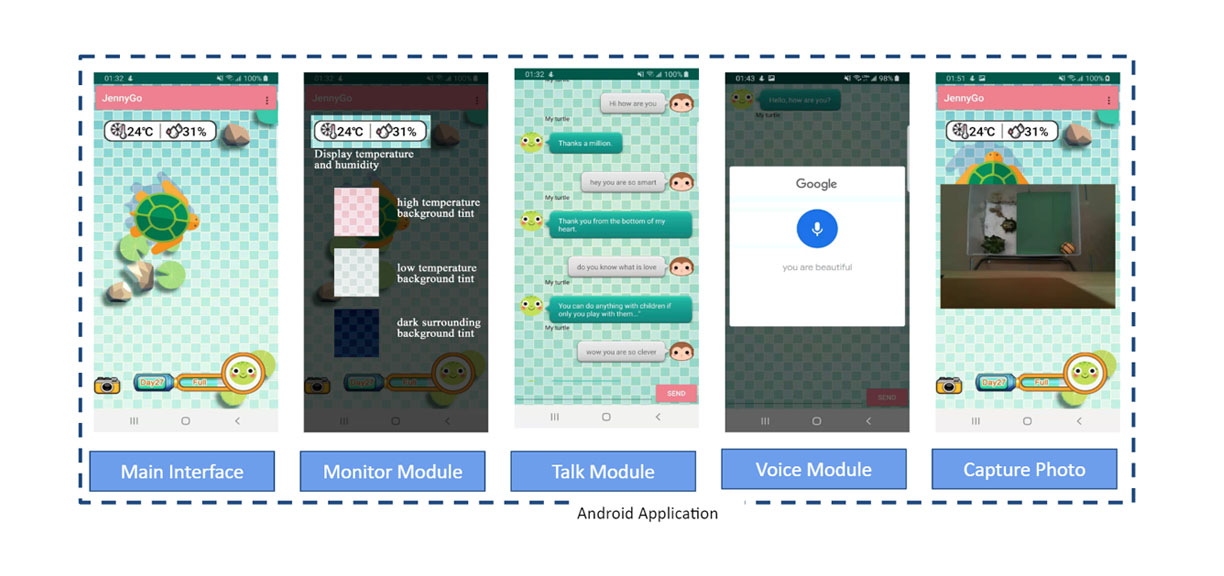 01:32 100%
JennyGo
24℃ 31%
Day27 Full
Main Interface
01:32 100%
JennyGo
24℃ 31%
Display temperature
and humidity
high temperature
background tint
low temperature
background tint
dark surrounding
background tint
Day27 Full
Monitor Module
01:32 100%
My turtle
Hi how are you
My turtle
Thanks a million.
hey you are so smart
My turtle
Thank you from the bottom of my
heart.
do you know what is love
My turtle
You can do anything with children if
only you play with them..."
My turtle
wow you are so clever
SEND
Talk Module
01:43 98%
Hello, how are you?
My turtle
Google
you are beautiful
SEND
Voice Module
01:51 100%
JennyGo
24℃ 31%
Day27 Full
Capture Photo
Android Application